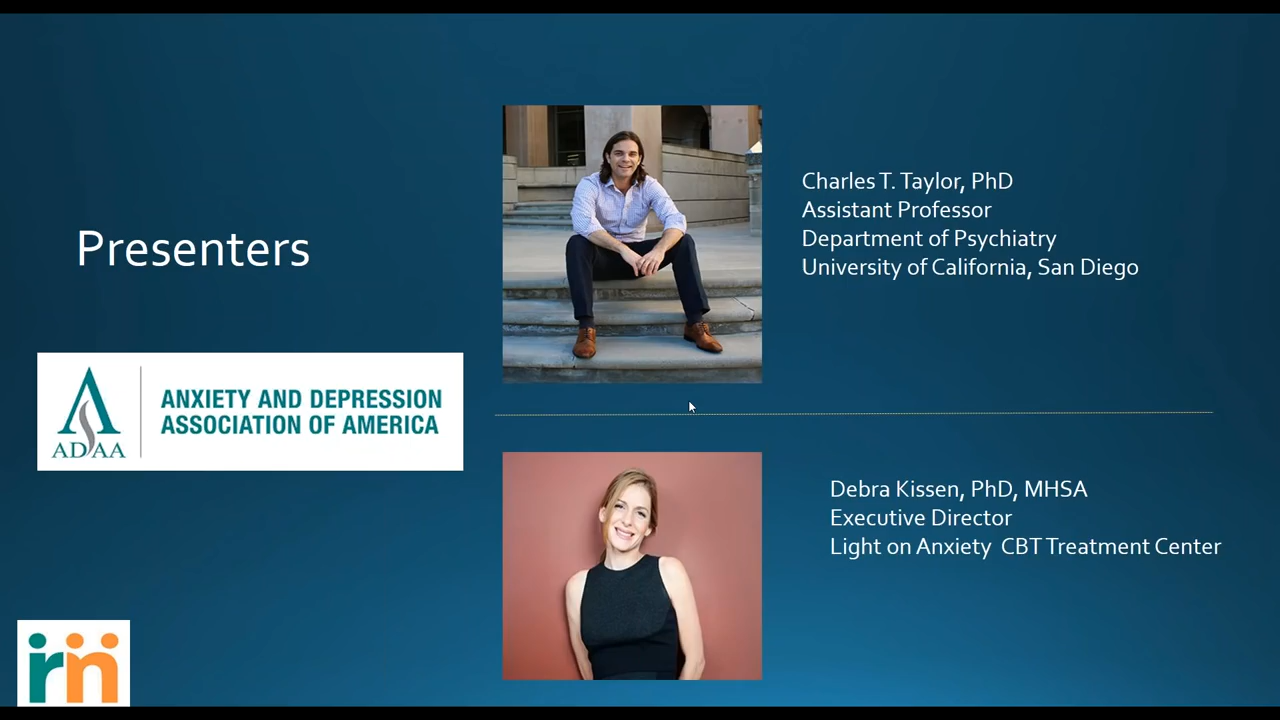 Presenters
ADAA
ANXIETY AND DEPRESSION
ASSOCIATION OF AMERICA
Charles T. Taylor, PhD
Assistant Professor
Department of Psychiatry
University of California, San Diego
Debra Kissen, PhD, MHSA
Executive Director
Light on Anxiety CBT Treatment Center